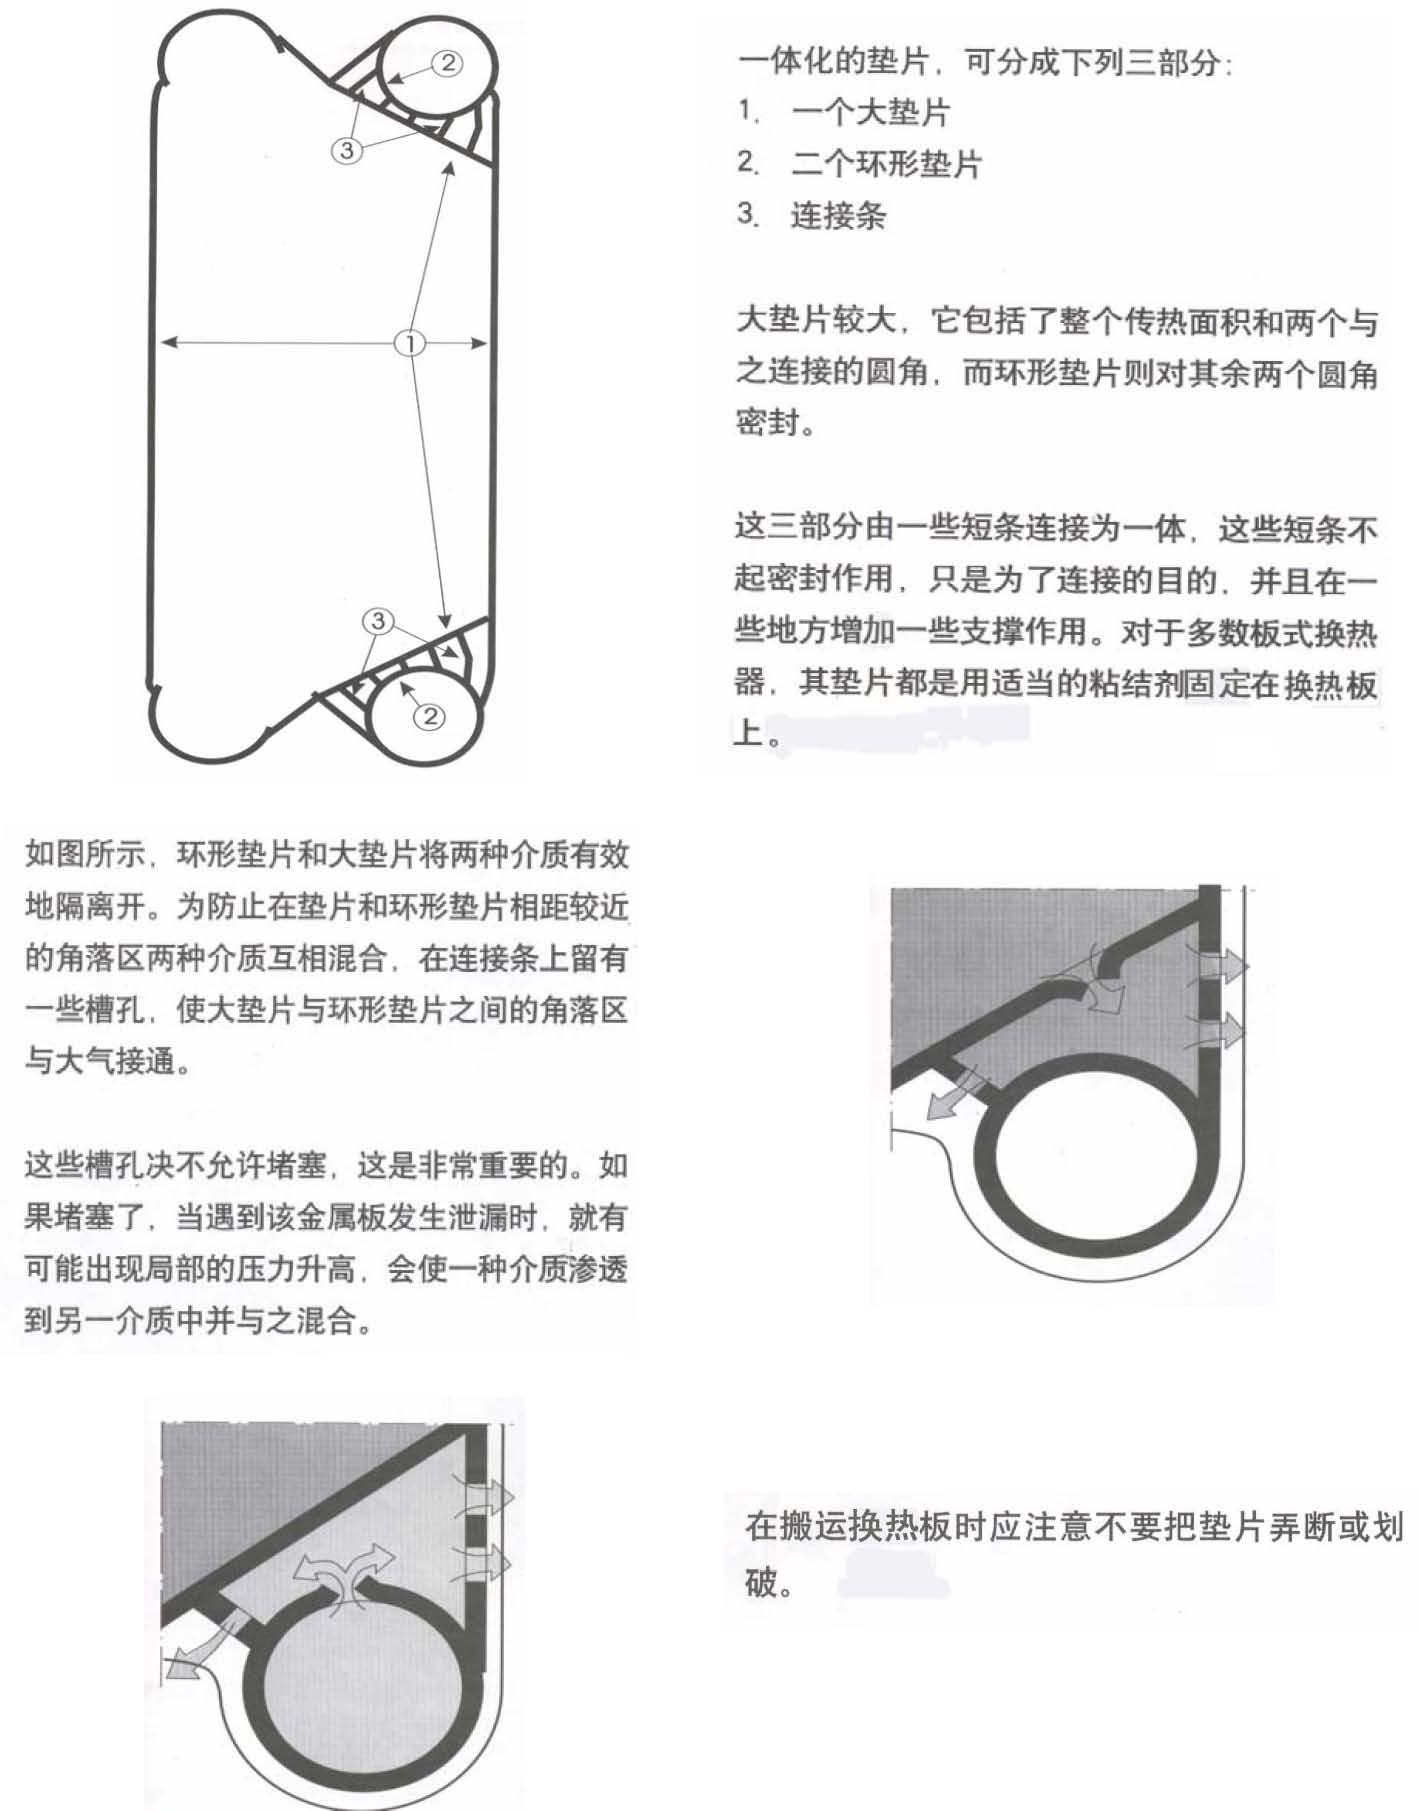 2
3
1
3
2
一体化的垫片，可分成下列三部分：
1. 一个大垫片
2. 二个环形垫片
3. 连接条
大垫片较大，它包括了整个传热面积和两个与
之连接的圆角，而环形垫片则对其余两个圆角
密封。
这三部分由一些短条连接为一体，这些短条不
起密封作用，只是为了连接的目的，并且在一
些地方增加一些支撑作用。对于多数板式换热
器，其垫片都是用适当的粘结剂固定在换热板
上。
如图所示，环形垫片和大垫片将两种介质有效
地隔离开。为防止在垫片和环形垫片相距较近
的角落区两种介质互相混合，在连接条上留有
一些槽孔，使大垫片与环形垫片之间的角落区
与大气接通。
这些槽孔决不允许堵塞，这是非常重要的。如
果堵塞了，当遇到该金属板发生泄漏时，就有
可能出现局部的压力升高，会使一种介质渗透
到另一介质中并与之混合。
在搬运换热板时应注意不要把垫片弄断或划
破。